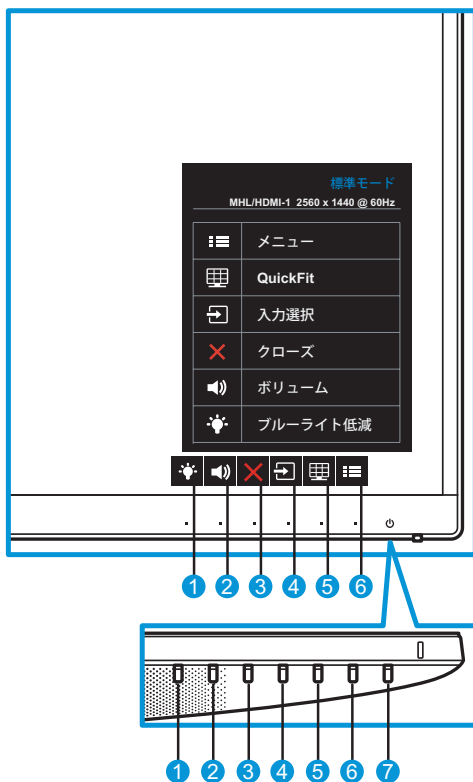 標準モード
MHL/HDMI-1 2560 x 1440 @ 60Hz
メニュー
QuickFit
入力選択
クローズ
ボリューム
ブルーライト低減
1 2 3 4 5 6
1 2 3 4 5 6 7